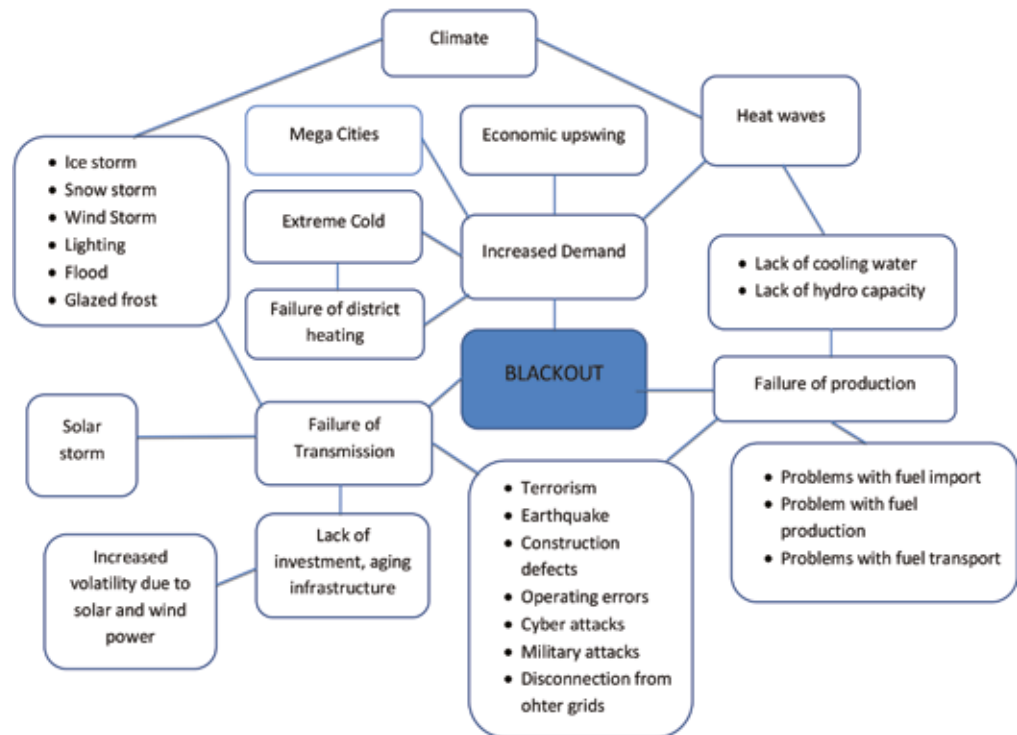 Climate
Mega Cities
Economic upswing
Heat waves
• Ice storm
• Snow storm
• Wind Storm
• Lighting
• Flood
• Glazed frost
Extreme Cold
Increased Demand
• Lack of cooling water
• Lack of hydro capacity
Failure of district
heating
BLACKOUT
Failure of production
Solar
storm
Failure of
Transmission
• Terrorism
• Earthquake
• Construction
defects
• Operating errors
• Cyber attacks
• Military attacks
• Disconnection from
ohter grids
• Problems with fuel import
• Problem with fuel
production
• Problems with fuel transport
Increased
volatility due to
solar and wind
power
Lack of
investment, aging
infrastructure